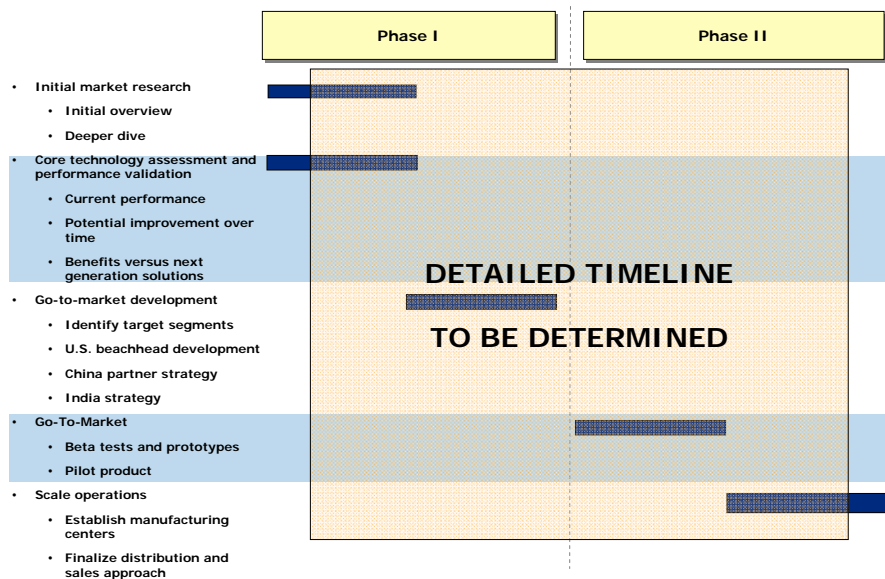 Phase I
Phase II
• Initial market research
• Initial overview
• Deeper dive
• Core technology assessment and
performance validation
• Current performance
• Potential improvement over
time
• Benefits versus next
generation solutions
• Go-to-market development
• Identify target segments
• U.S. beachhead development
• China partner strategy
• India strategy
• Go-To-Market
• Beta tests and prototypes
• Pilot product
• Scale operations
• Establish manufacturing
centers
• Finalize distribution and
sales approach
DETAILED TIMELINE
TO BE DETERMINED